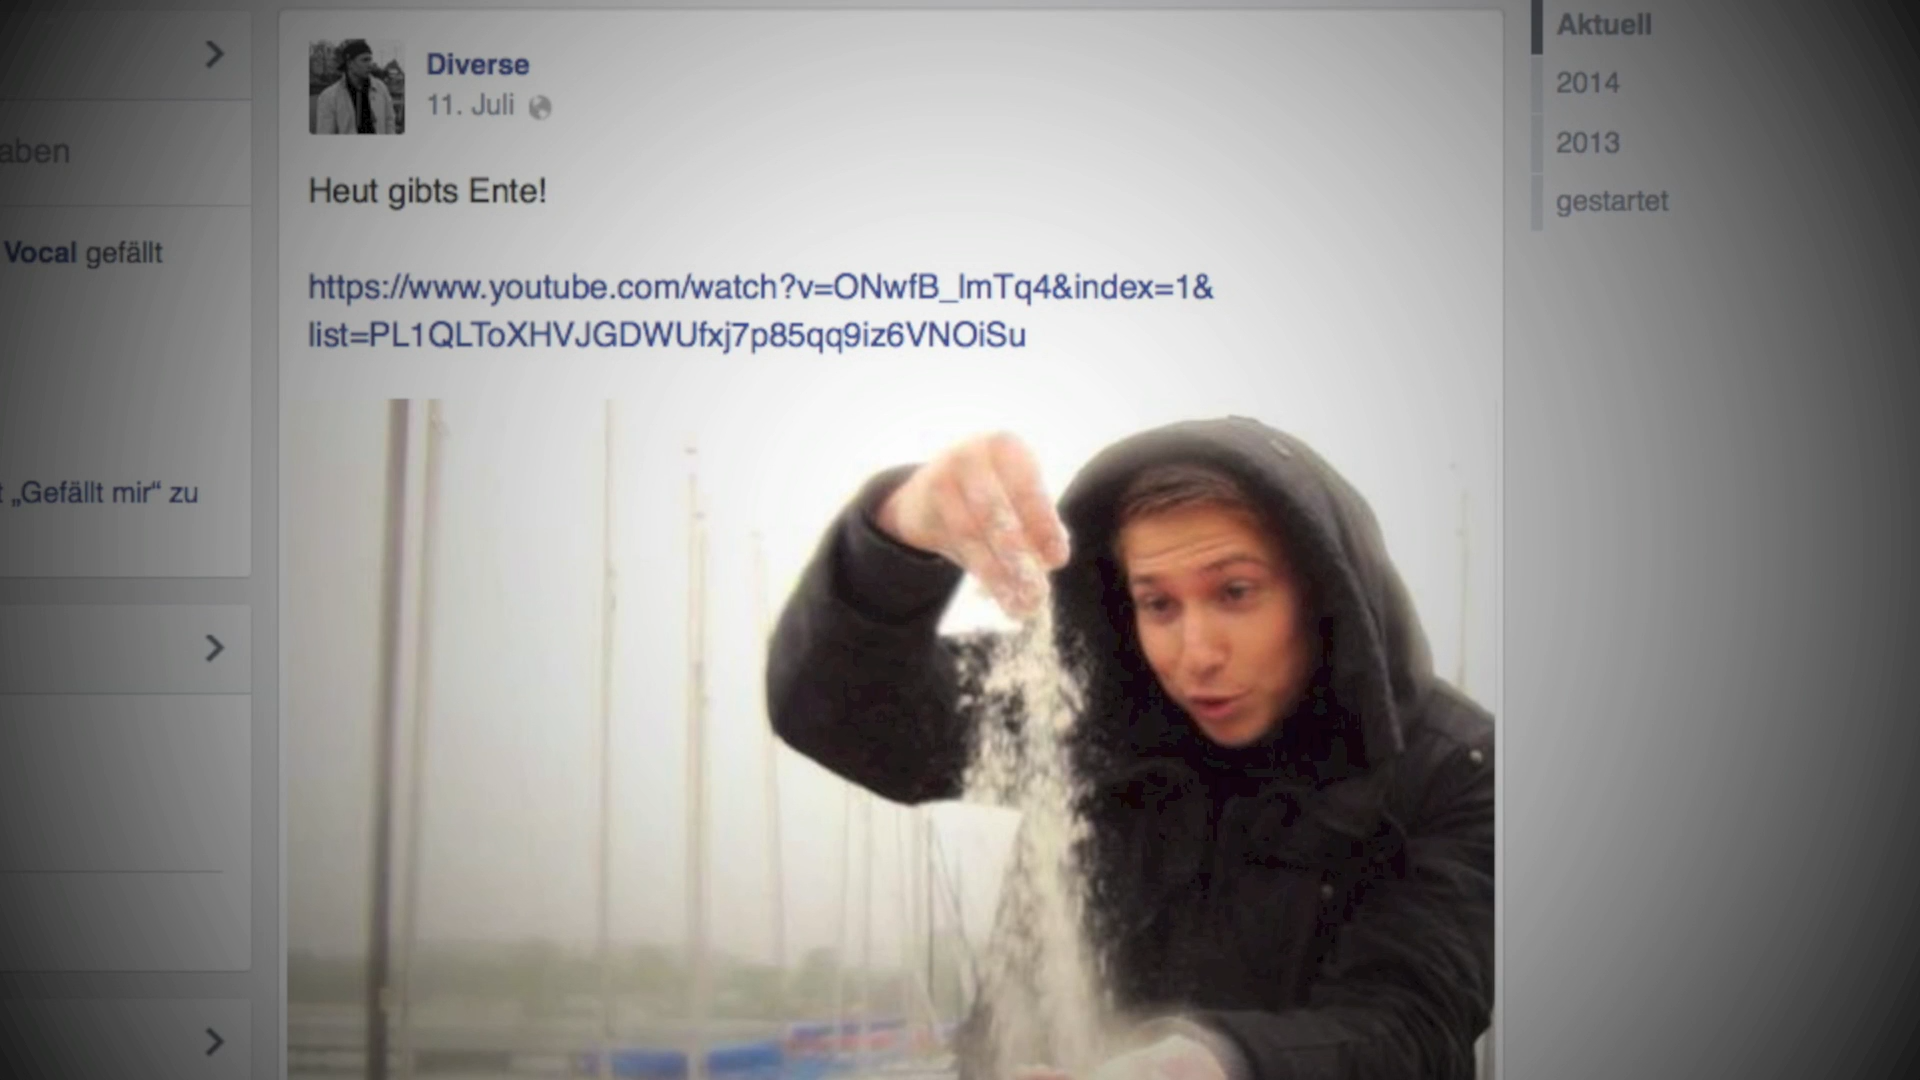 Diverse
11. Juli
Heut gibts Ente!
https://www.youtube.com/watch?v=ONwfB_lmTq4&index=1&
list=PL1QLToXHVJGDWUfxj7p85qq9iz6VNOiSu
aben
Vocal gefällt
t „Gefällt mir“ zu
Aktuell
2014
2013
gestartet